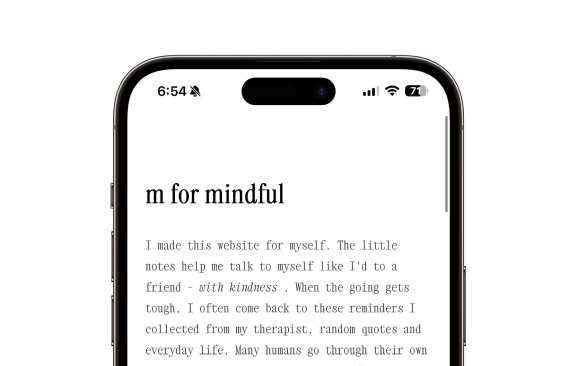 6:54
71
m for mindful
I made this website for myself. The little
notes help me talk to myself like I'd to a
friend - with kindness . When the going gets
tough, I often come back to these reminders I
collected from my therapist, random quotes and
everyday life. Many humans go through their own